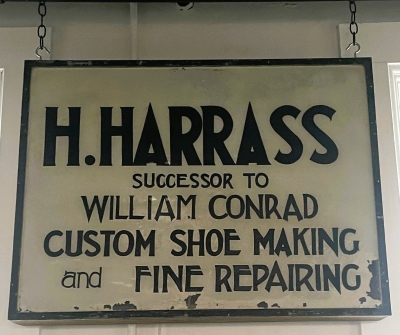 H. HARRASS
SUCCESSOR TO
WILLIAM CONRAD
CUSTOM SHOE MAKING
and FINE REPAIRING